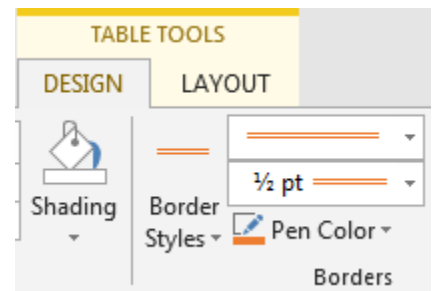 TABLE TOOLS
DESIGN LAYOUT
½ pt
Shading
Border
Styles
Pen Color
Borders